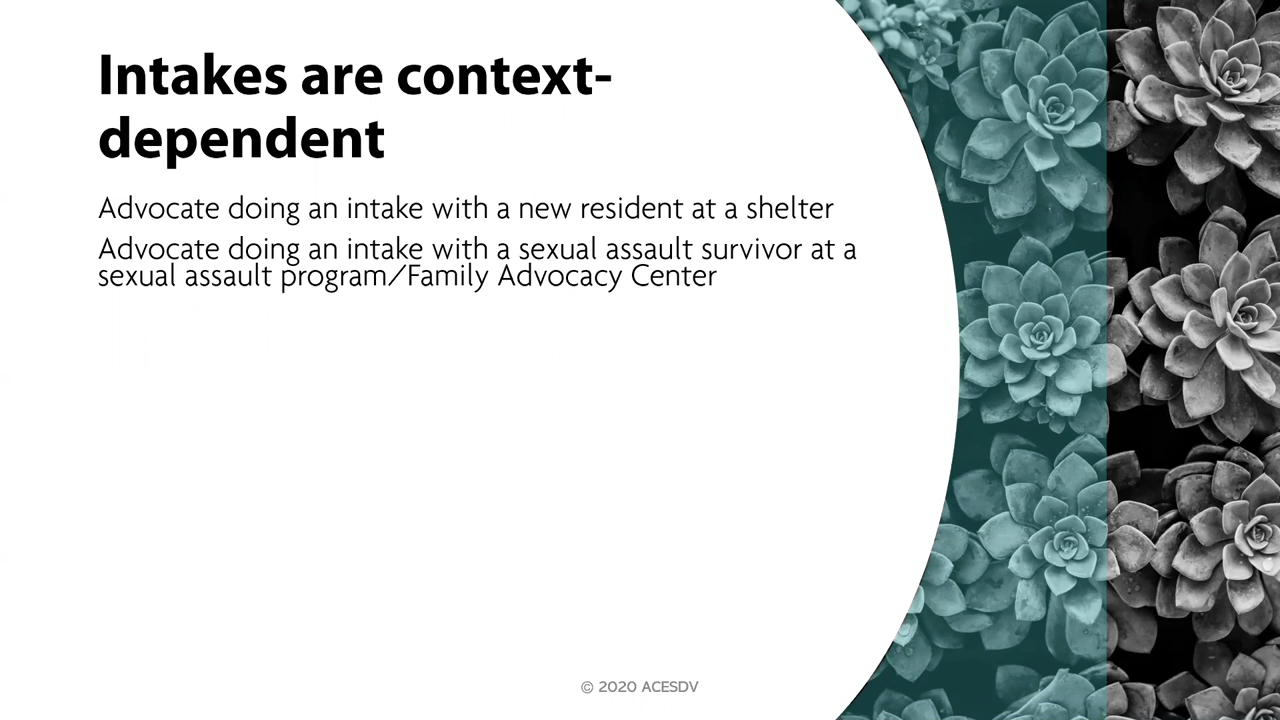 Intakes are context-
dependent
Advocate doing an intake with a new resident at a shelter
Advocate doing an intake with a sexual assault survivor at a
sexual assault program/Family Advocacy Center
© 2020 ACESDV